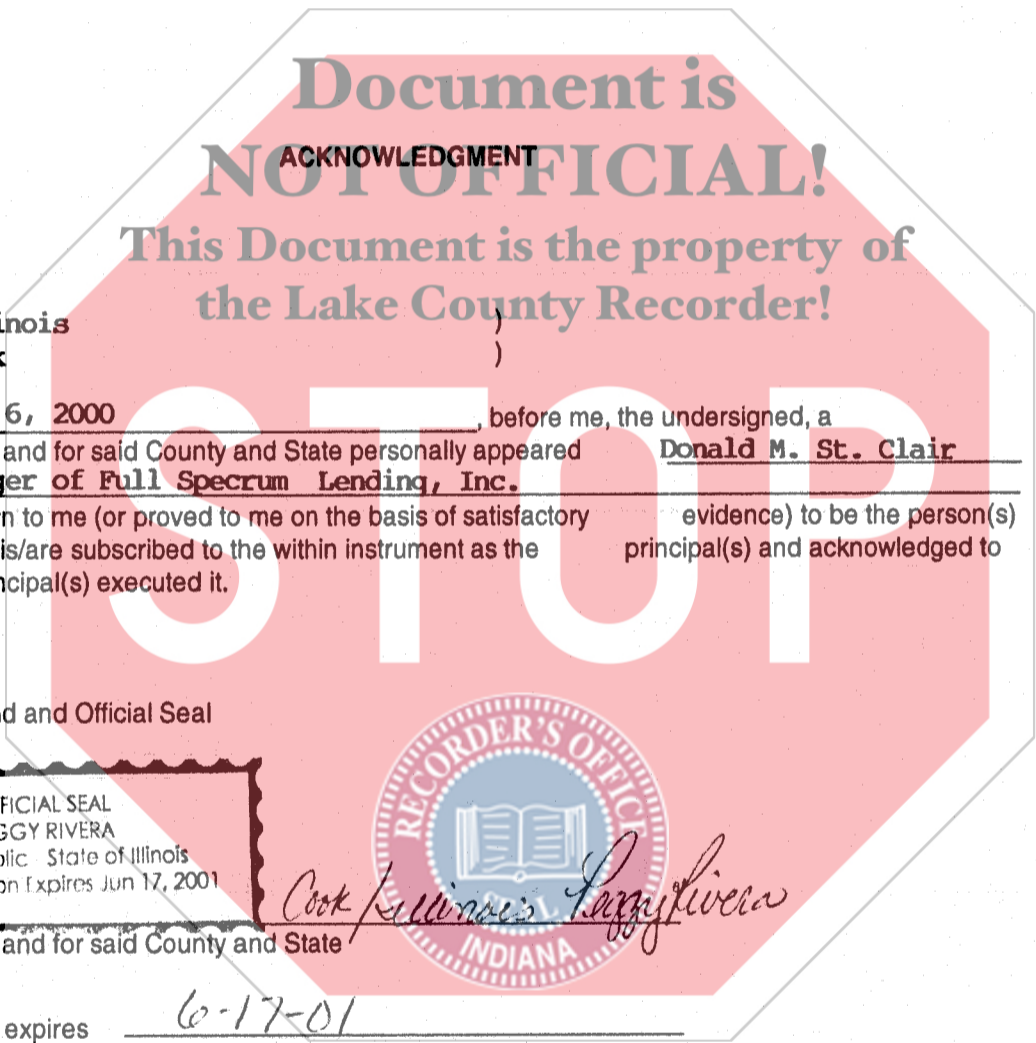 Document is
ACKNOWLEDGMENT
NOT OFFICIAL!
This Document is the property of
the Lake County Recorder!
inois )
k )
6, 2000 , before me, the undersigned, a
and for said County and State personally appeared Donald M. St. Clair
ger of Full Specrum Lending, Inc.
n to me (or proved to me on the basis of satisfactory evidence) to be the person(s)
is/are subscribed to the within instrument as the principal(s) and acknowledged to
ncipal(s) executed it.
STOP
d and Official Seal
RECORDER'S OFFICE
FICIAL SEAL
GGY RIVERA
blic State of Illinois
on Expires Jun 17, 2001
Cook / Illinois Peggy Rivera
SEAL
INDIANA
and for said County and State
expires 6-17-01